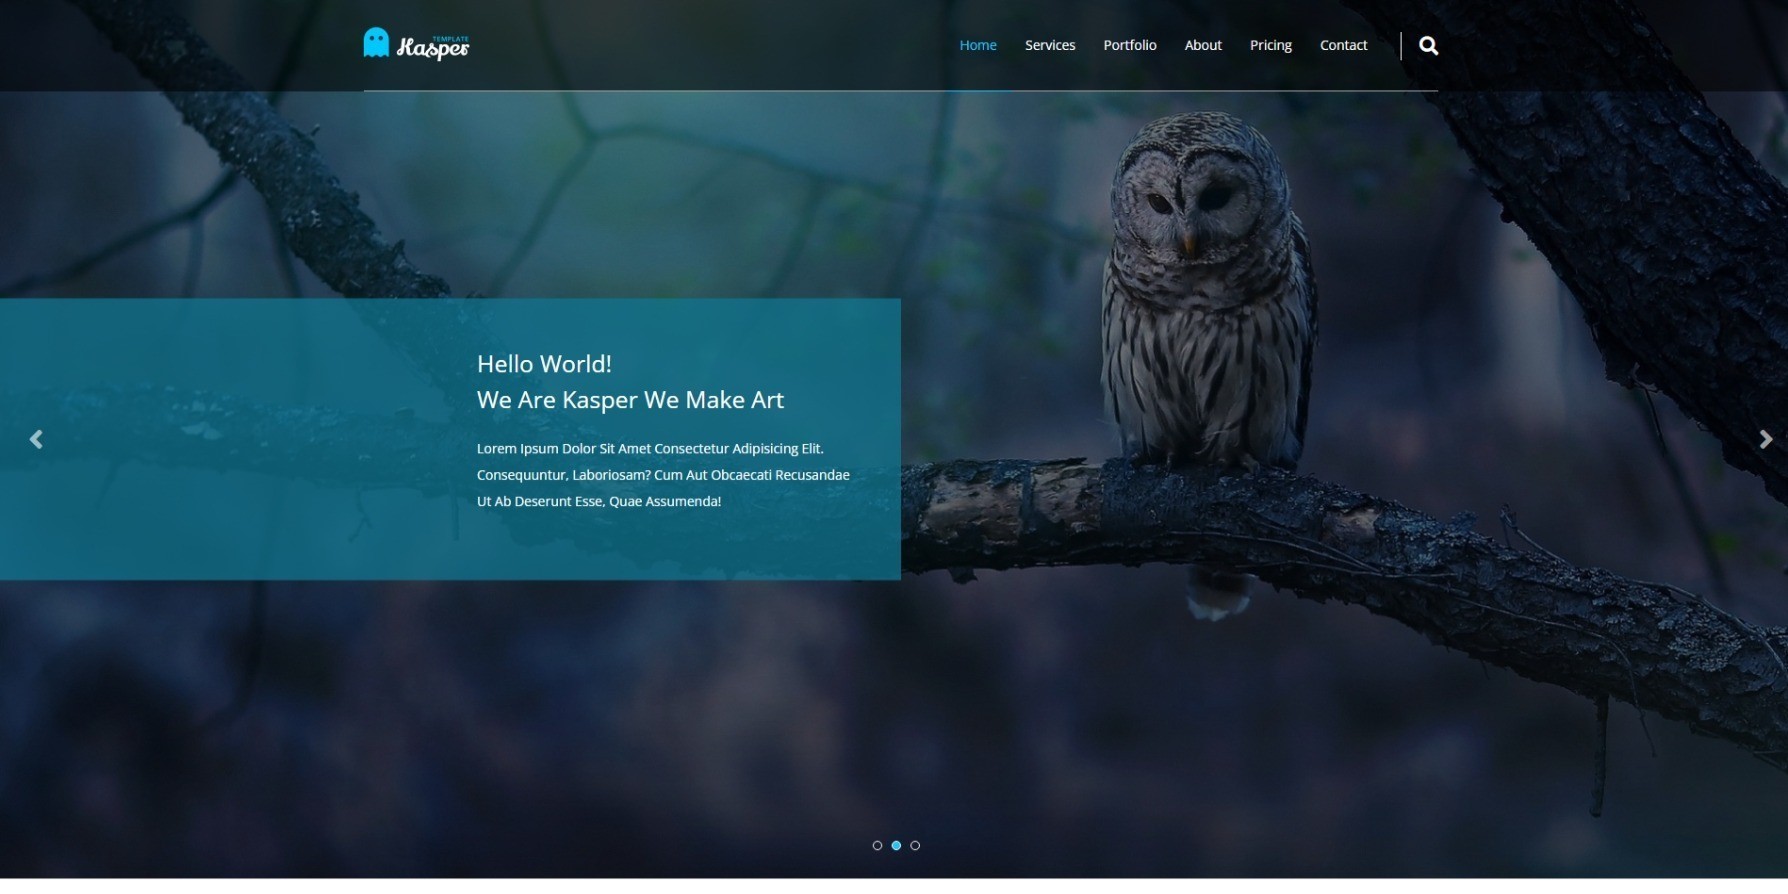 TEMPLATE
Kasper
Home Services Portfolio About Pricing Contact
Hello World!
We Are Kasper We Make Art
Lorem Ipsum Dolor Sit Amet Consectetur Adipisicing Elit.
Consequuntur, Laboriosam? Cum Aut Obcaecati Recusandae
Ut Ab Deserunt Esse, Quae Assumenda!